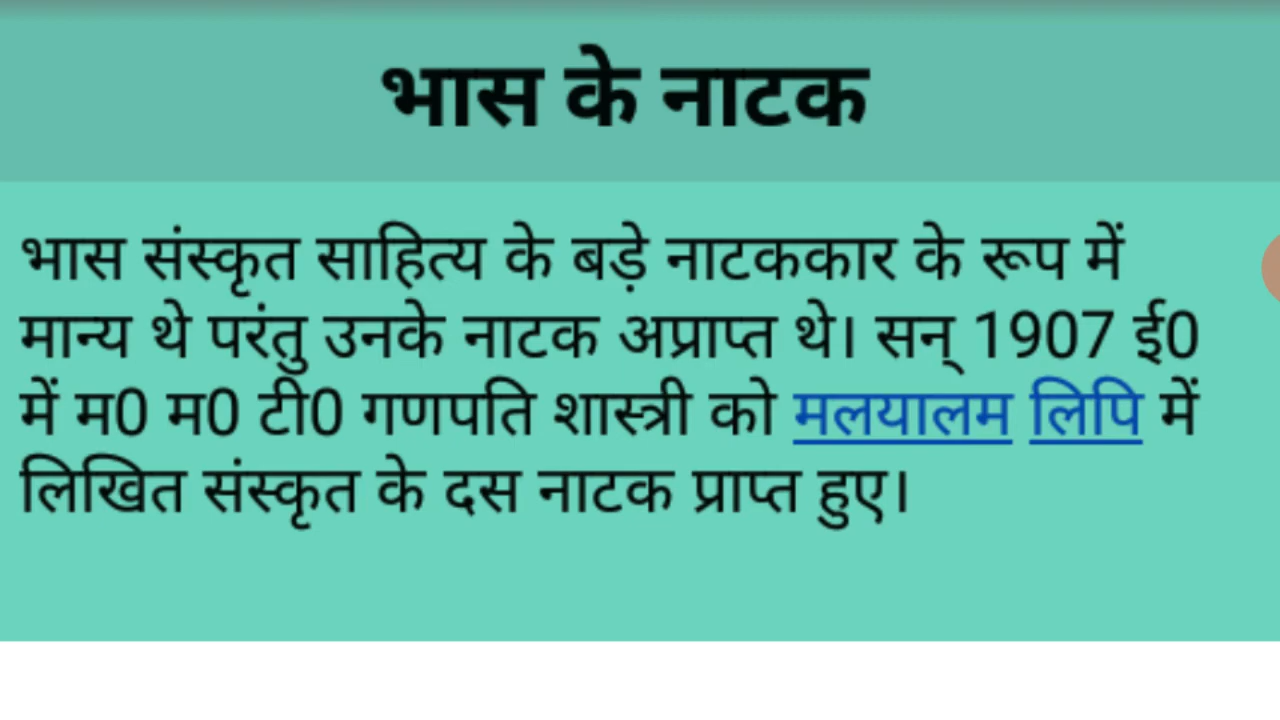 भास के नाटक
भास संस्कृत साहित्य के बड़े नाटककार के रूप में
मान्य थे परंतु उनके नाटक अप्राप्त थे। सन् 1907 ई0
में म0 म0 टी0 गणपति शास्त्री को मलयालम लिपि में
लिखित संस्कृत के दस नाटक प्राप्त हुए।